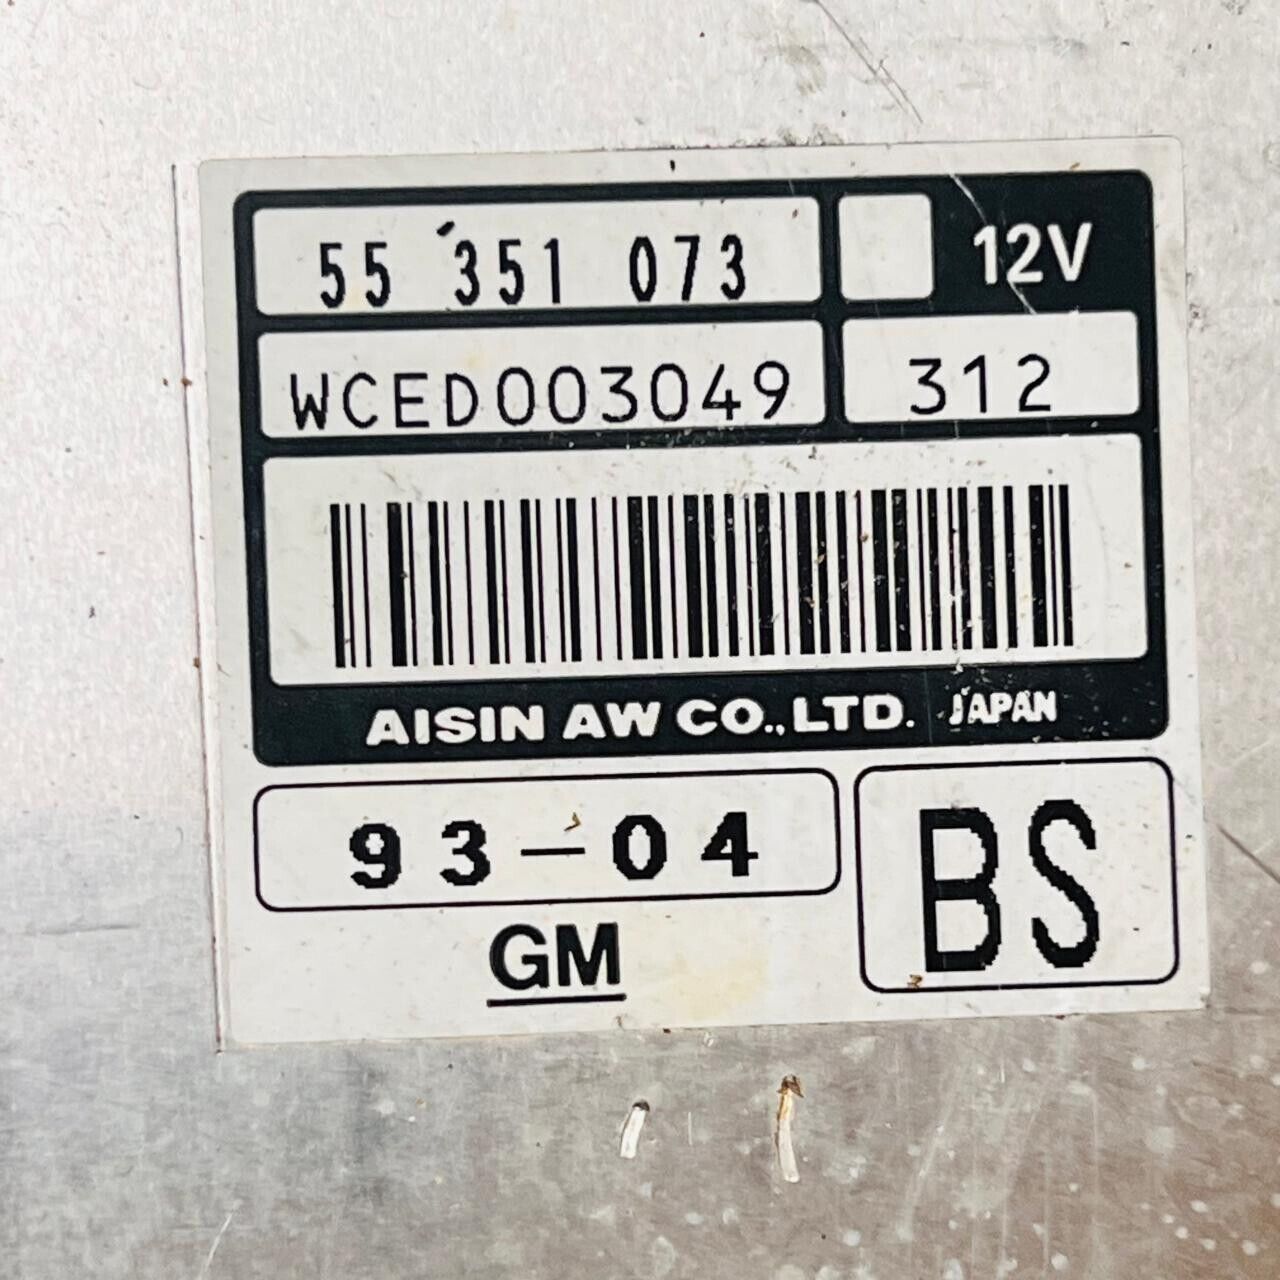 55 351 073
12V
WCED003049
312
AISIN AW CO.,LTD. JAPAN
93-04
BS
GM